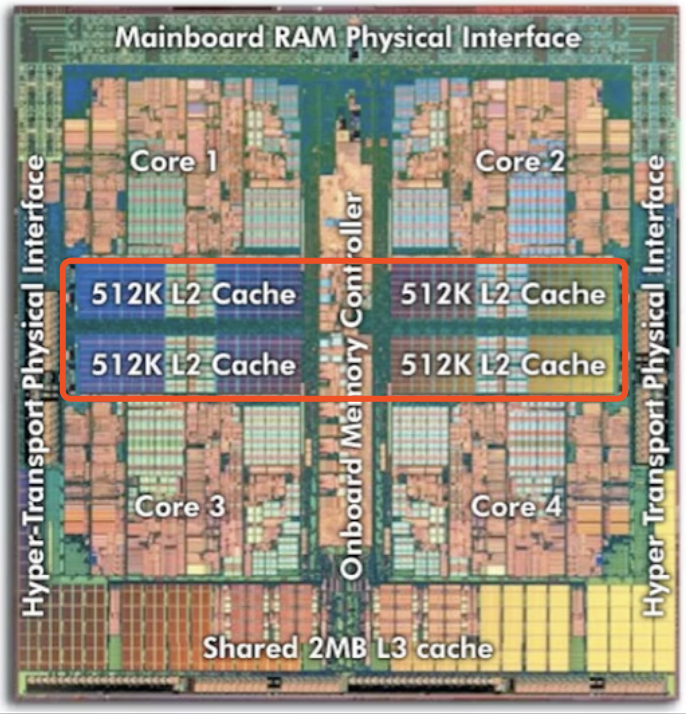 Mainboard RAM Physical Interface
Core 1
Core 2
Hyper-Transport Physical Interface
Onboard Memory Controller
Hyper Transport Physical Interface
512K L2 Cache
512K L2 Cache
512K L2 Cache
512K L2 Cache
Core 3
Core 4
Shared 2MB L3 cache